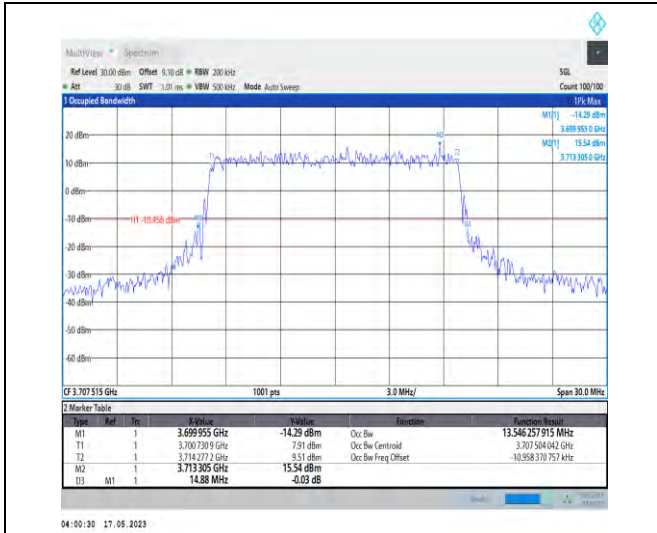 MultiView Spectrum
Ref Level 30.00 dBm Offset 9.10 dB RBW 200 kHz SGL
Att 30 dB SWT 1.01 ms VBW 500 kHz Mode Auto Sweep Count 100/100
1 Occupied Bandwidth 1Pk Max
M1[1] -14.29 dBm
3.699 955 0 GHz
M2[1] 15.54 dBm
3.713 305 0 GHz
M2
20 dBm
T1
T2
10 dBm
0 dBm
-10 dBm
H1 -10.458 dBm
-20 dBm
-30 dBm
-40 dBm
-50 dBm
-60 dBm
CF 3.707 515 GHz 1001 pts 3.0 MHz/ Span 30.0 MHz
2 Marker Table
Type Ref Trc X-Value Y-Value Function Function Result
M1 1 3.699 955 GHz -14.29 dBm Occ Bw 13.546 257 915 MHz
T1 1 3.700 730 9 GHz 7.91 dBm Occ Bw Centroid 3.707 504 042 GHz
T2 1 3.714 277 2 GHz 9.51 dBm Occ Bw Freq Offset -10.958 370 757 kHz
M2 1 3.713 305 GHz 15.54 dBm
D3 M1 1 14.88 MHz -0.03 dB
04:00:30 17.05.2023